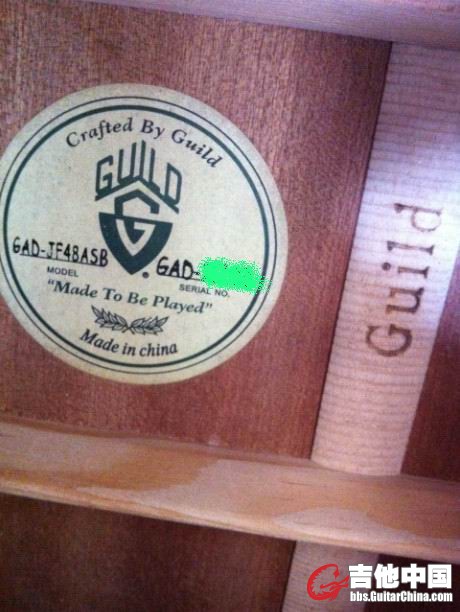 Crafted By Guild
GUILD
G
GAD-JF48ASB
MODEL
GAD-
SERIAL NO.
"Made To Be Played"
Made in china
Guild
吉他中国
bbs.GuitarChina.com